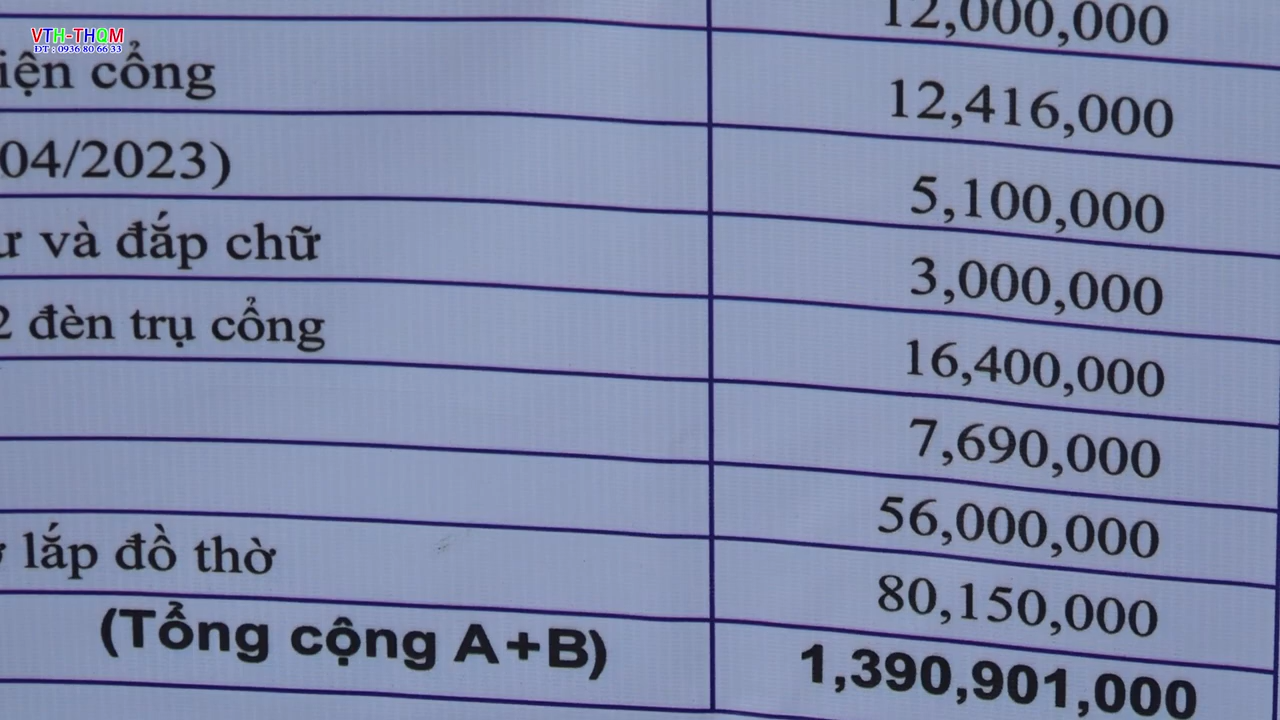 VTH-THQM
ĐT : 0936 80 66 33
12,000,000
iện cổng 12,416,000
04/2023) 5,100,000
ư và đắp chữ 3,000,000
2 đèn trụ cổng 16,400,000
7,690,000
56,000,000
lắp đồ thờ 80,150,000
(Tổng cộng A+B) 1,390,901,000